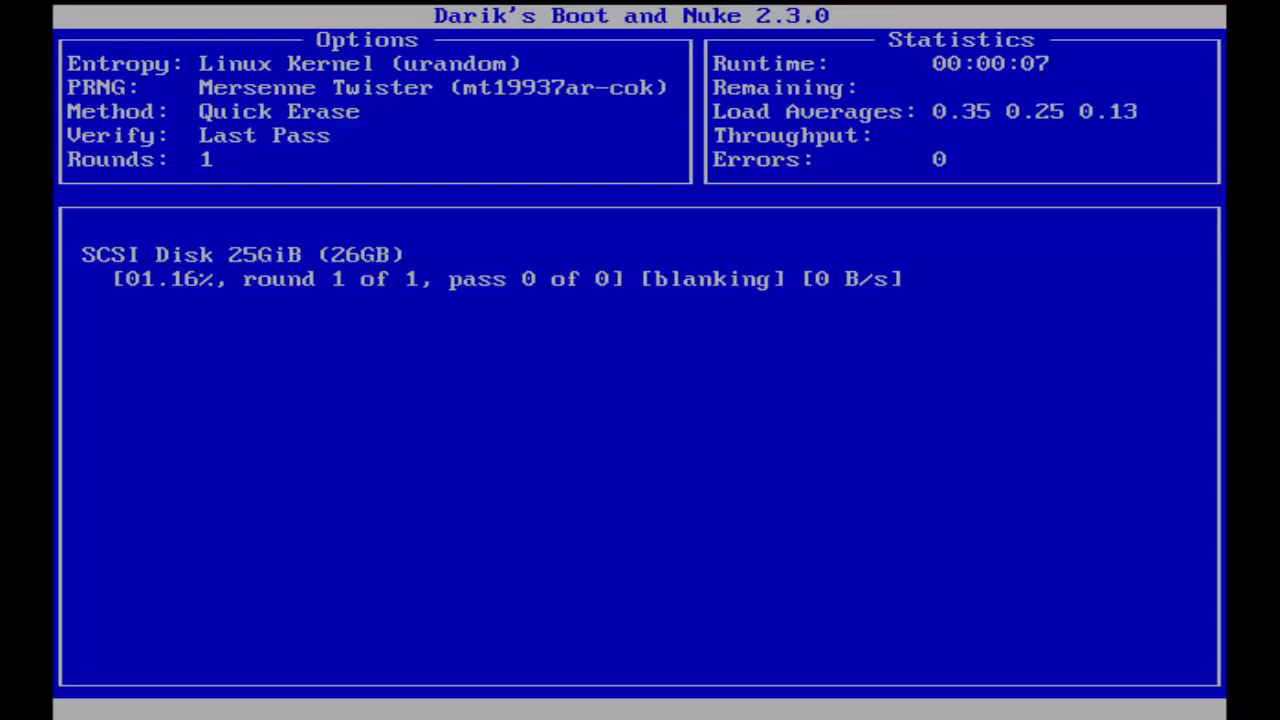 Darik's Boot and Nuke 2.3.0
Options
Entropy: Linux Kernel (urandom)
PRNG: Mersenne Twister (mt19937ar-cok)
Method: Quick Erase
Verify: Last Pass
Rounds: 1
Statistics
Runtime: 00:00:07
Remaining:
Load Averages: 0.35 0.25 0.13
Throughput:
Errors: 0
SCSI Disk 25GiB (26GB)
[01.16%, round 1 of 1, pass 0 of 0] [blanking] [0 B/s]